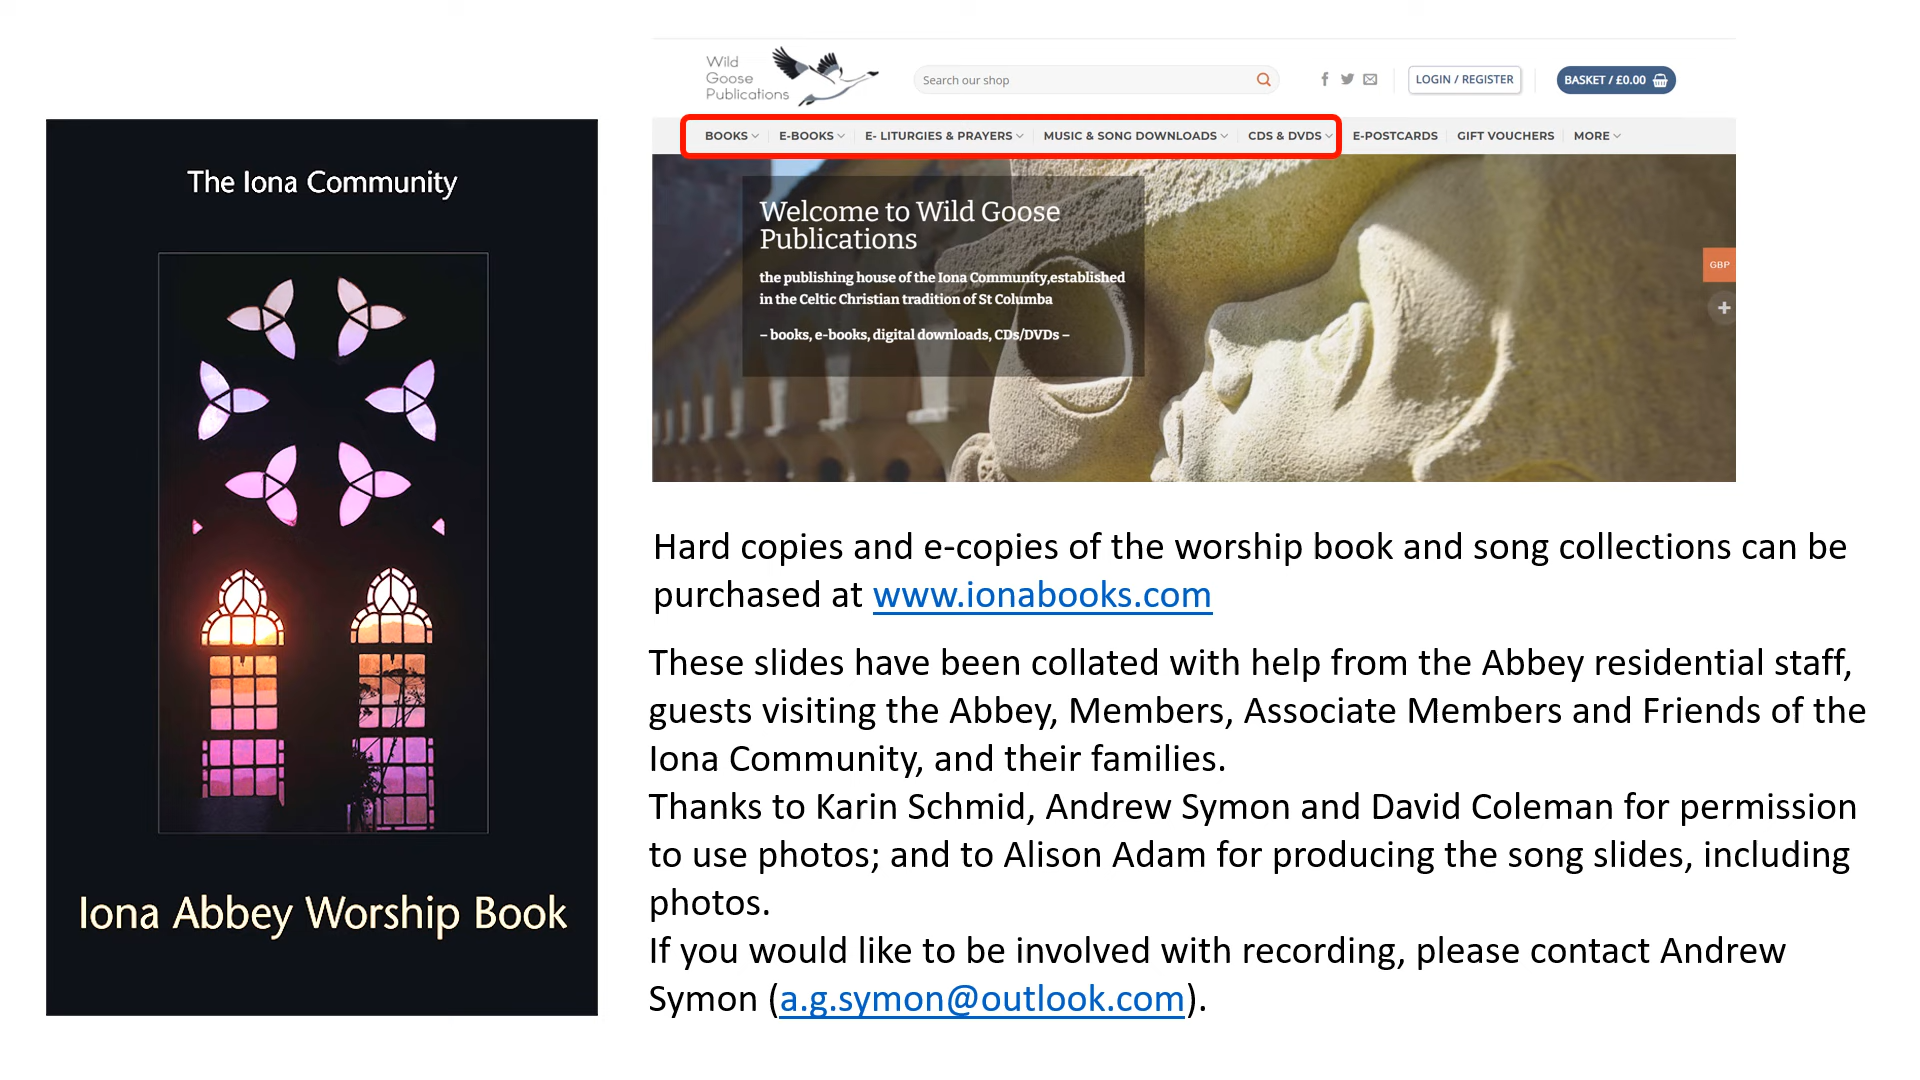 The Iona Community
Iona Abbey Worship Book
Wild
Goose
Publications
Search our shop
LOGIN / REGISTER
BASKET / £0.00
BOOKS
E-BOOKS
E- LITURGIES & PRAYERS
MUSIC & SONG DOWNLOADS
CDS & DVDS
E-POSTCARDS
GIFT VOUCHERS
MORE
Welcome to Wild Goose
Publications
the publishing house of the Iona Community,established
in the Celtic Christian tradition of St Columba
– books, e-books, digital downloads, CDs/DVDs –
GBP
Hard copies and e-copies of the worship book and song collections can be
purchased at www.ionabooks.com
These slides have been collated with help from the Abbey residential staff,
guests visiting the Abbey, Members, Associate Members and Friends of the
Iona Community, and their families.
Thanks to Karin Schmid, Andrew Symon and David Coleman for permission
to use photos; and to Alison Adam for producing the song slides, including
photos.
If you would like to be involved with recording, please contact Andrew
Symon (a.g.symon@outlook.com).